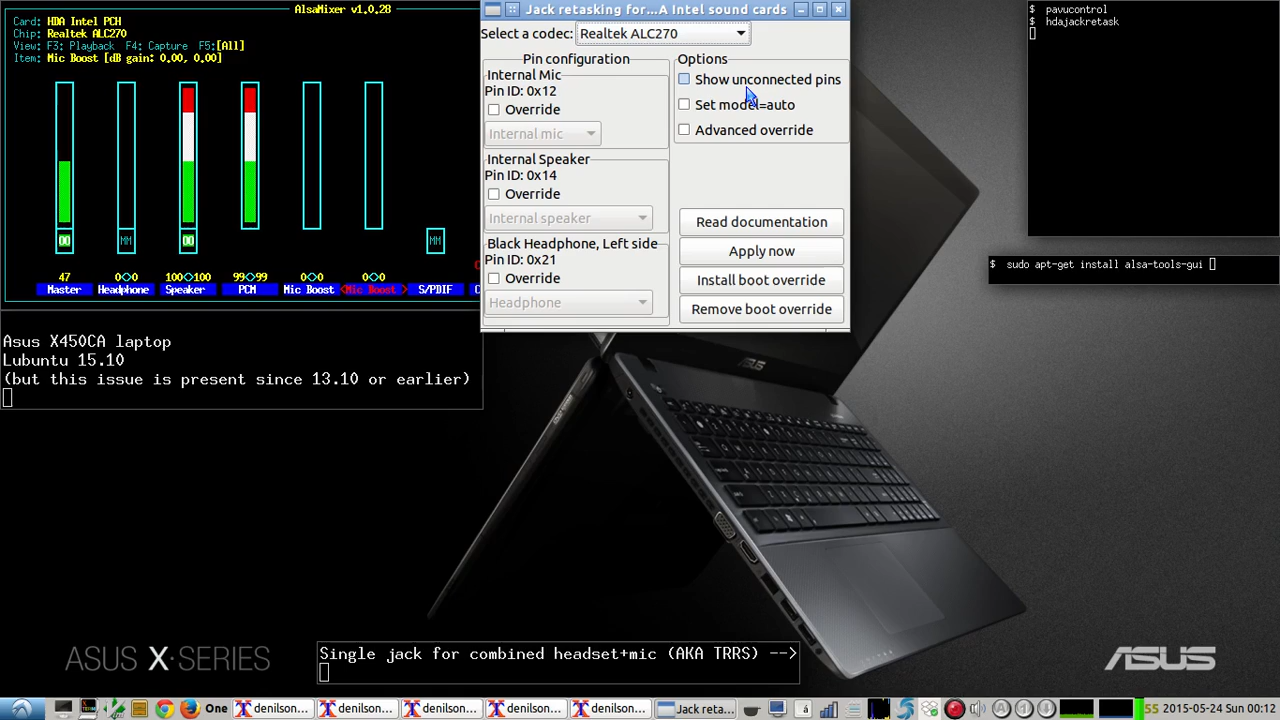 AlsaMixer v1.0.28
Card: HDA Intel PCH
Chip: Realtek ALC270
View: F3: Playback  F4: Capture  F5:[All]
Item: Mic Boost [dB gain: 0.00, 0.00]
00
MM
00
MM
47
0<>0
100<>100
99<>99
0<>0
0<>0
Master
Headphone
Speaker
PCM
Mic Boost
<Mic Boost >
S/PDIF
Jack retasking for...A Intel sound cards
Select a codec:
Realtek ALC270
Pin configuration
Internal Mic
Pin ID: 0x12
Override
Internal mic
Internal Speaker
Pin ID: 0x14
Override
Internal speaker
Black Headphone, Left side
Pin ID: 0x21
Override
Headphone
Options
Show unconnected pins
Set model=auto
Advanced override
Read documentation
Apply now
Install boot override
Remove boot override
$ pavucontrol
$ hdajackretask
$ sudo apt-get install alsa-tools-gui
Asus X450CA laptop
Lubuntu 15.10
(but this issue is present since 13.10 or earlier)
ASUS
ASUS X-SERIES
Single jack for combined headset+mic (AKA TRRS) -->
ASUS
One
denilson...
denilson...
denilson...
denilson...
denilson...
Jack reta...
á
55
2015-05-24 Sun 00:12